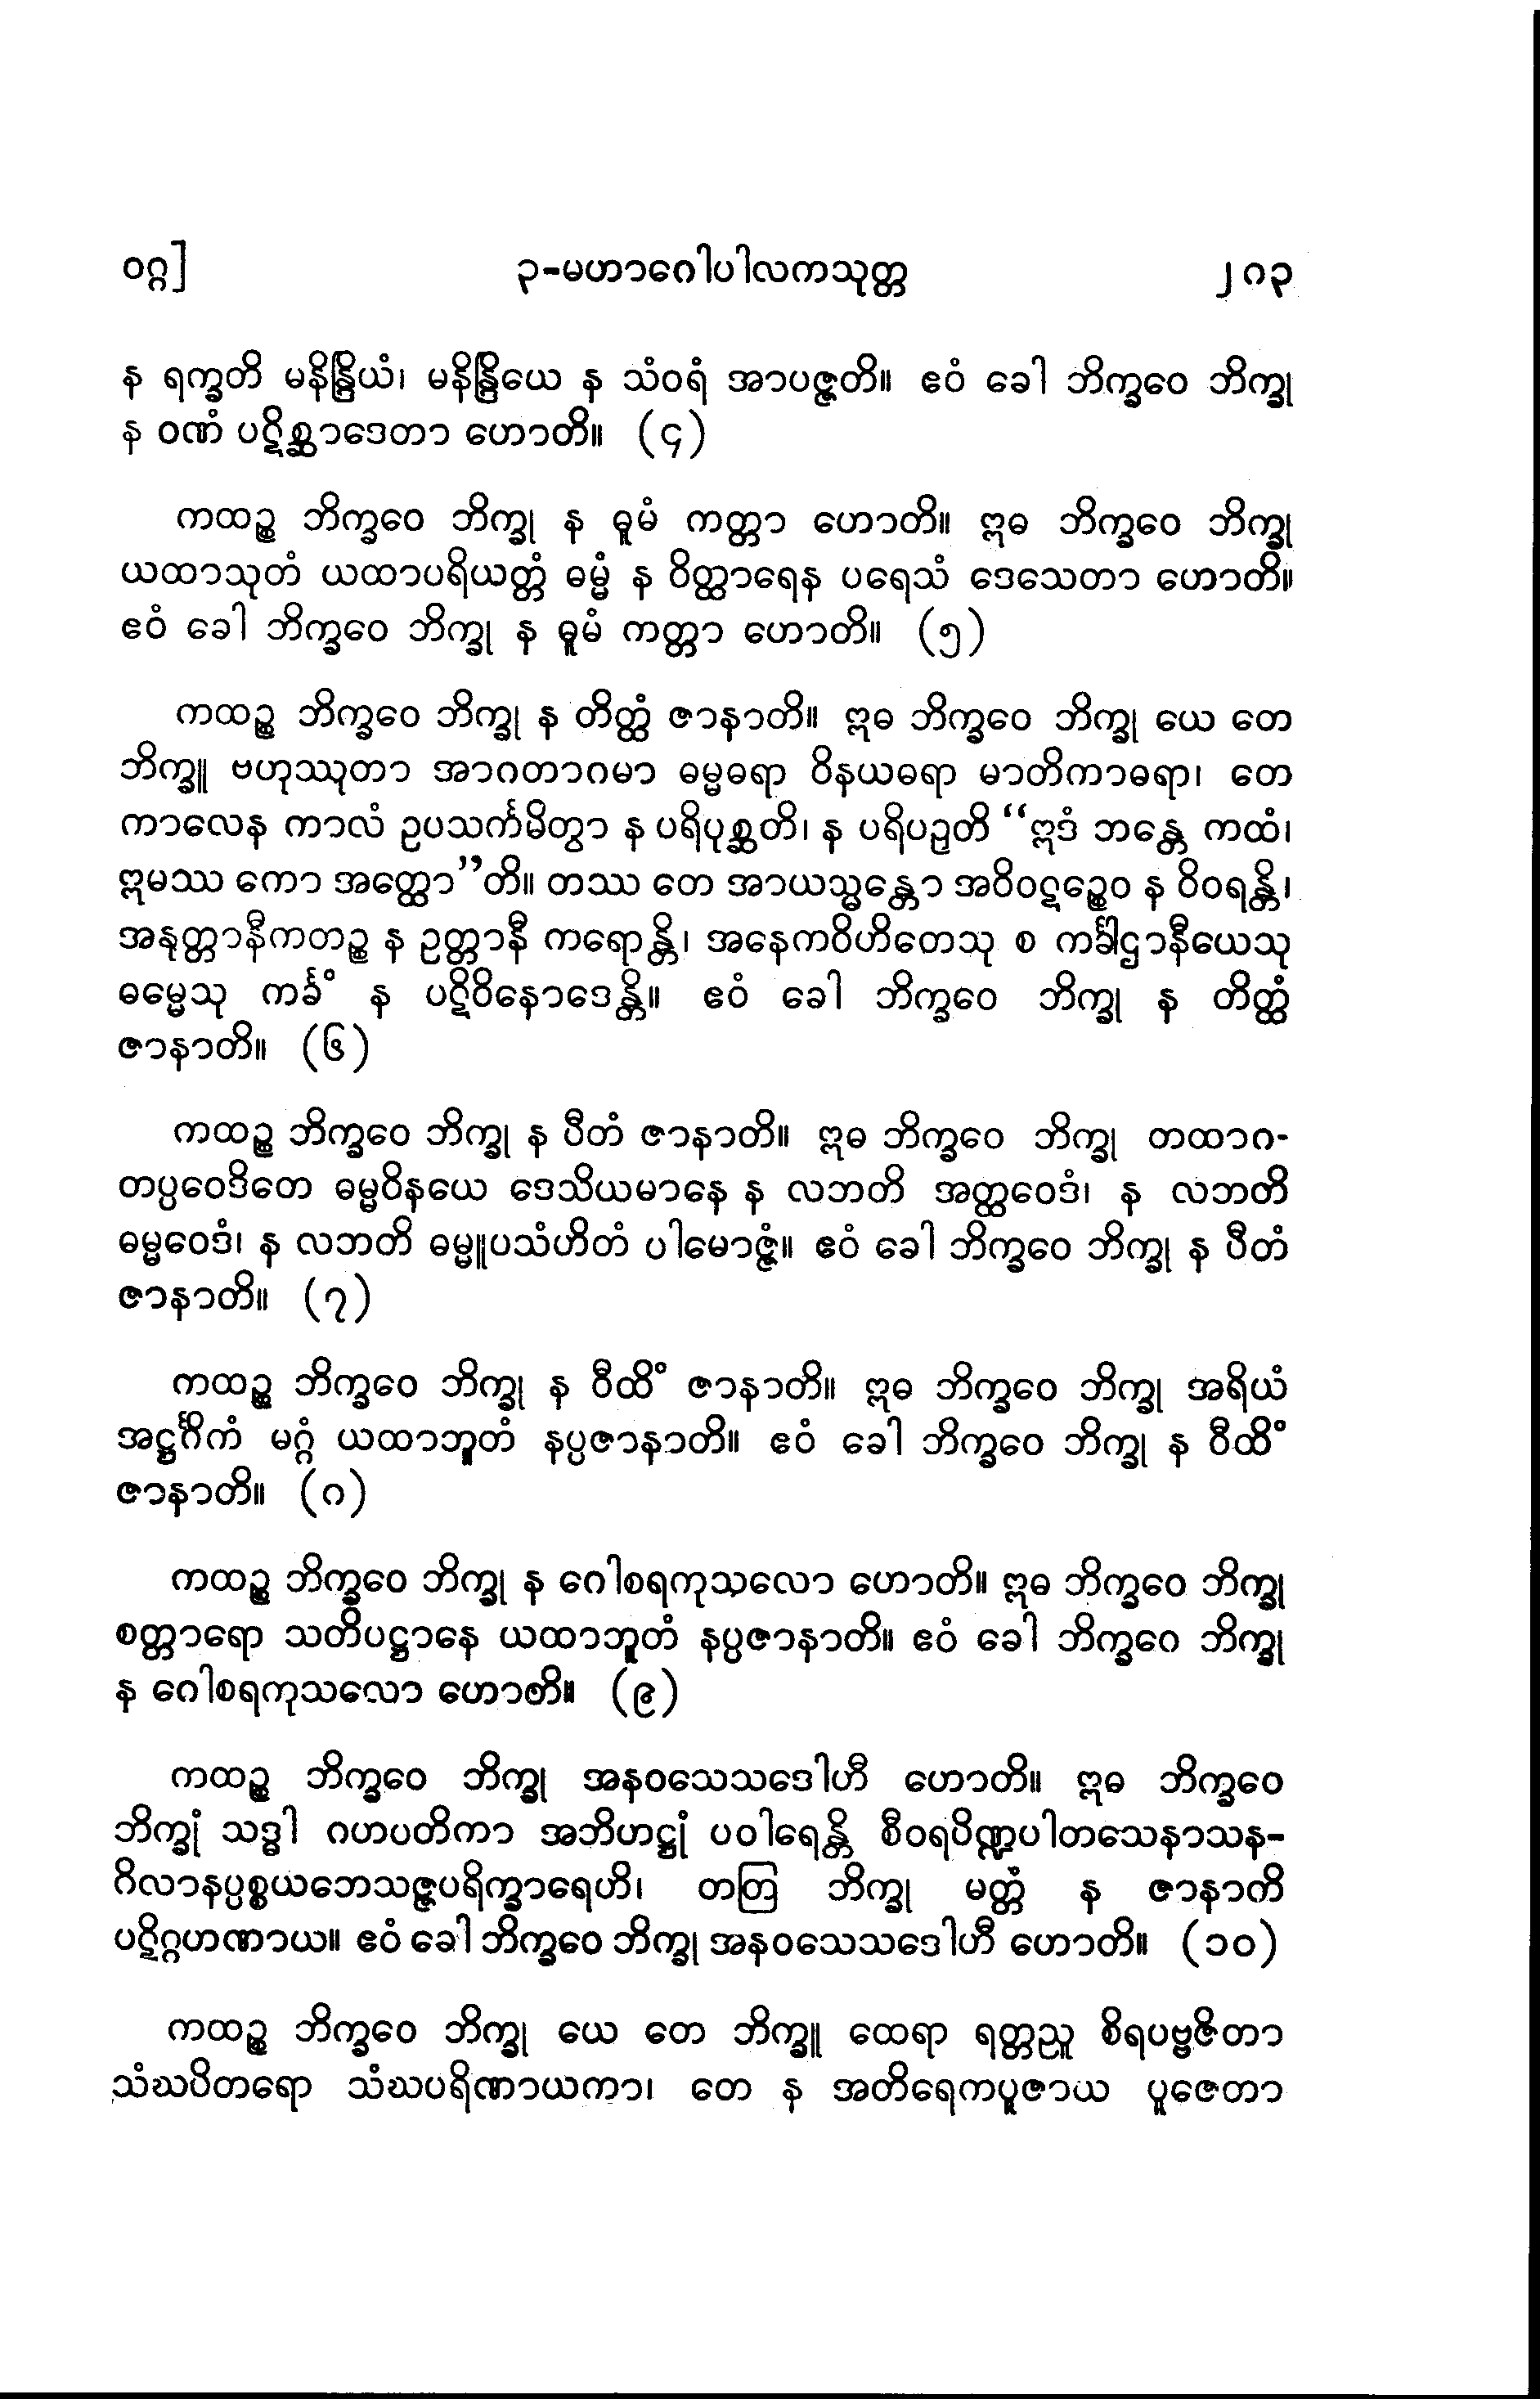 ဝဂ္ဂ] ၃-မဟာဂေါပါလကသုတ္တ ၂၈၃
န ရက္ခတိ မနိန္ဒြိယံ၊ မနိန္ဒြိယေ န သံဝရံ အာပဇ္ဇတိ။ ဧဝံ ခေါ ဘိက္ခဝေ ဘိက္ခု
န ဝဏံ ပဋိစ္ဆာဒေတာ ဟောတိ။ (၄)
ကထဉ္စ ဘိက္ခဝေ ဘိက္ခု န ဓူမံ ကတ္တာ ဟောတိ။ ဣဓ ဘိက္ခဝေ ဘိက္ခု
ယထာသုတံ ယထာပရိယတ္တံ ဓမ္မံ န ဝိတ္ထာရေန ပရေသံ ဒေသေတာ ဟောတိ။
ဧဝံ ခေါ ဘိက္ခဝေ ဘိက္ခု န ဓူမံ ကတ္တာ ဟောတိ။ (၅)
ကထဉ္စ ဘိက္ခဝေ ဘိက္ခု န တိတ္ထံ ဇာနာတိ။ ဣဓ ဘိက္ခဝေ ဘိက္ခု ယေ တေ
ဘိက္ခူ ဗဟုဿုတာ အာဂတာဂမာ ဓမ္မဓရာ ဝိနယဓရာ မာတိကာဓရာ၊ တေ
ကာလေန ကာလံ ဥပသင်္ကမိတွာ န ပရိပုစ္ဆတိ၊ န ပရိပဉှတိ “ဣဒံ ဘန္တေ ကထံ၊
ဣမဿ ကော အတ္ထော”တိ။ တဿ တေ အာယသ္မန္တော အဝိဝဋဉ္စေဝ န ဝိဝရန္တိ၊
အနုတ္တာနီကတဉ္စ န ဥတ္တာနီ ကရောန္တိ၊ အနေကဝိဟိတေသု စ ကင်္ခါဌာနီယေသု
ဓမ္မေသု ကင်္ခံ န ပဋိဝိနောဒေန္တိ။ ဧဝံ ခေါ ဘိက္ခဝေ ဘိက္ခု န တိတ္ထံ
ဇာနာတိ။ (၆)
ကထဉ္စ ဘိက္ခဝေ ဘိက္ခု န ပီတံ ဇာနာတိ။ ဣဓ ဘိက္ခဝေ ဘိက္ခု တထာဂ-
တပ္ပဝေဒိတေ ဓမ္မဝိနယေ ဒေသိယမာနေ န လဘတိ အတ္ထဝေဒံ၊ န လဘတိ
ဓမ္မဝေဒံ၊ န လဘတိ ဓမ္မူပသံဟိတံ ပါမောဇ္ဇံ။ ဧဝံ ခေါ ဘိက္ခဝေ ဘိက္ခု န ပီတံ
ဇာနာတိ။ (၇)
ကထဉ္စ ဘိက္ခဝေ ဘိက္ခု န ဝီထိံ ဇာနာတိ။ ဣဓ ဘိက္ခဝေ ဘိက္ခု အရိယံ
အဋ္ဌင်္ဂိကံ မဂ္ဂံ ယထာဘူတံ နပ္ပဇာနာတိ။ ဧဝံ ခေါ ဘိက္ခဝေ ဘိက္ခု န ဝီထိံ
ဇာနာတိ။ (၈)
ကထဉ္စ ဘိက္ခဝေ ဘိက္ခု န ဂေါစရကုသလော ဟောတိ။ ဣဓ ဘိက္ခဝေ ဘိက္ခု
စတ္တာရော သတိပဋ္ဌာနေ ယထာဘူတံ နပ္ပဇာနာတိ။ ဧဝံ ခေါ ဘိက္ခဂေ ဘိက္ခု
န ဂေါစရကုသလော ဟောတိ။ (၉)
ကထဉ္စ ဘိက္ခဝေ ဘိက္ခု အနဝသေသဒေါဟီ ဟောတိ။ ဣဓ ဘိက္ခဝေ
ဘိက္ခုံ သဒ္ဓါ ဂဟပတိကာ အဘိဟဋ္ဌုံ ပဝါရေန္တိ စီဝရပိဏ္ဍပါတသေနာသန-
ဂိလာနပ္ပစ္စယဘေသဇ္ဇပရိက္ခာရေဟိ၊ တတြ ဘိက္ခု မတ္တံ န ဇာနာကိ
ပဋိဂ္ဂဟဏာယ။ ဧဝံ ခေါ ဘိက္ခဝေ ဘိက္ခု အနဝသေသဒေါဟီ ဟောတိ။ (၁၀)
ကထဉ္စ ဘိက္ခဝေ ဘိက္ခု ယေ တေ ဘိက္ခူ ထေရာ ရတ္တညူ စိရပဗ္ဗဇိတာ
သံဃပိတရော သံဃပရိဏာယကာ၊ တေ န အတိရေကပူဇာယ ပူဇေတာ